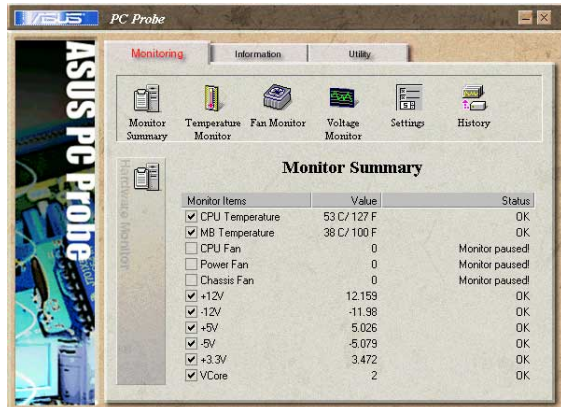 ASUS PC Probe
Monitoring Information Utility
Monitor Summary
Temperature Monitor
Fan Monitor
Voltage Monitor
Settings
History
ASUS PC Probe
Hardware Monitor
Monitor Summary
Monitor Items Value Status
CPU Temperature 53 C/ 127 F OK
MB Temperature 38 C/ 100 F OK
CPU Fan 0 Monitor paused!
Power Fan 0 Monitor paused!
Chassis Fan 0 Monitor paused!
+12V 12.159 OK
-12V -11.98 OK
+5V 5.026 OK
-5V -5.079 OK
+3.3V 3.472 OK
VCore 2 OK